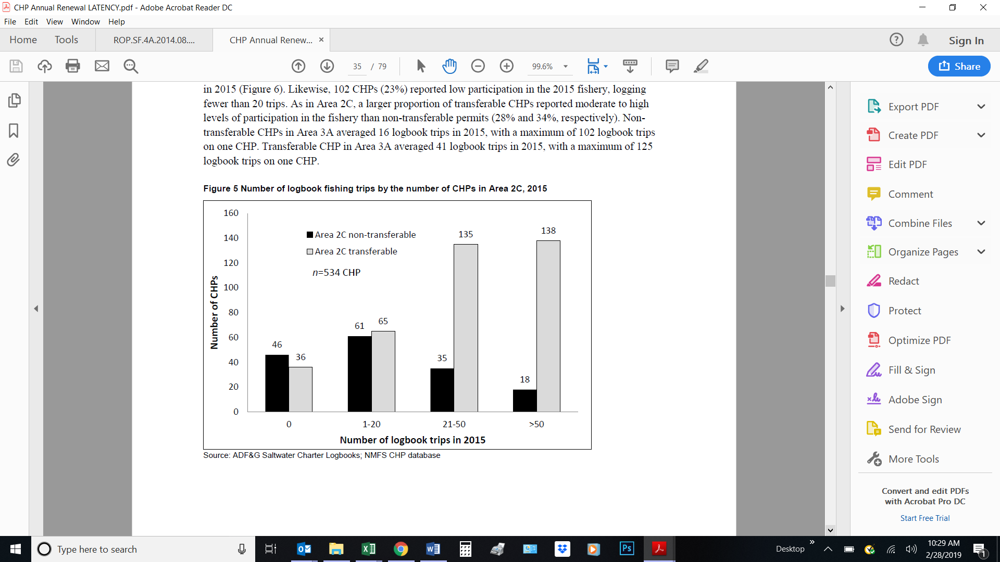 CHP Annual Renewal LATENCY.pdf - Adobe Acrobat Reader DC
File Edit View Window Help
Home Tools ROP.SF.4A.2014.08.... CHP Annual Renew... × Sign In
35 / 79 99.6% Share
in 2015 (Figure 6). Likewise, 102 CHPs (23%) reported low participation in the 2015 fishery, logging
fewer than 20 trips. As in Area 2C, a larger proportion of transferable CHPs reported moderate to high
levels of participation in the fishery than non-transferable permits (28% and 34%, respectively). Non-
transferable CHPs in Area 3A averaged 16 logbook trips in 2015, with a maximum of 102 logbook trips
on one CHP. Transferable CHP in Area 3A averaged 41 logbook trips in 2015, with a maximum of 125
logbook trips on one CHP.
Figure 5 Number of logbook fishing trips by the number of CHPs in Area 2C, 2015
Number of CHPs
160
140
120
100
80
60
40
20
0
Area 2C non-transferable
Area 2C transferable
n=534 CHP
46
36
61
65
35
135
18
138
0 1-20 21-50 >50
Number of logbook trips in 2015
Source: ADF&G Saltwater Charter Logbooks; NMFS CHP database
Export PDF
Create PDF
Edit PDF
Comment
Combine Files
Organize Pages
Redact
Protect
Optimize PDF
Fill & Sign
Adobe Sign
Send for Review
More Tools
Convert and edit PDFs
with Acrobat Pro DC
Start Free Trial
Type here to search
Desktop »
10:29 AM
2/28/2019
1